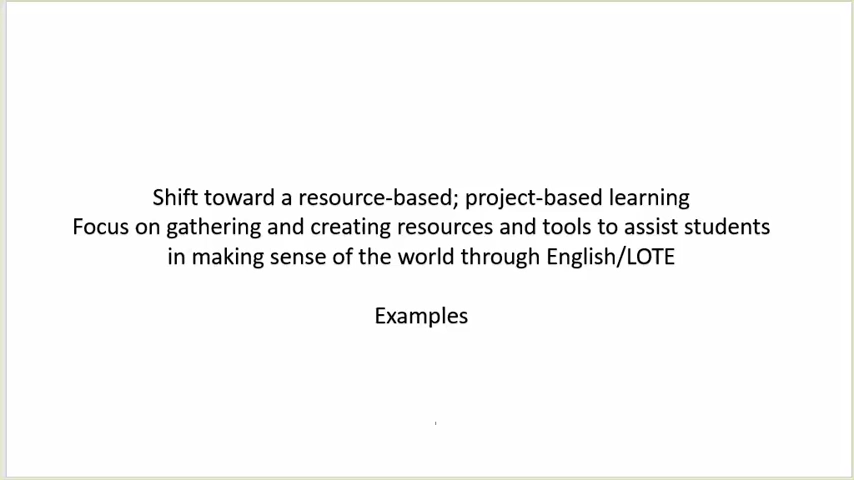 Shift toward a resource-based; project-based learning
Focus on gathering and creating resources and tools to assist students
in making sense of the world through English/LOTE
Examples